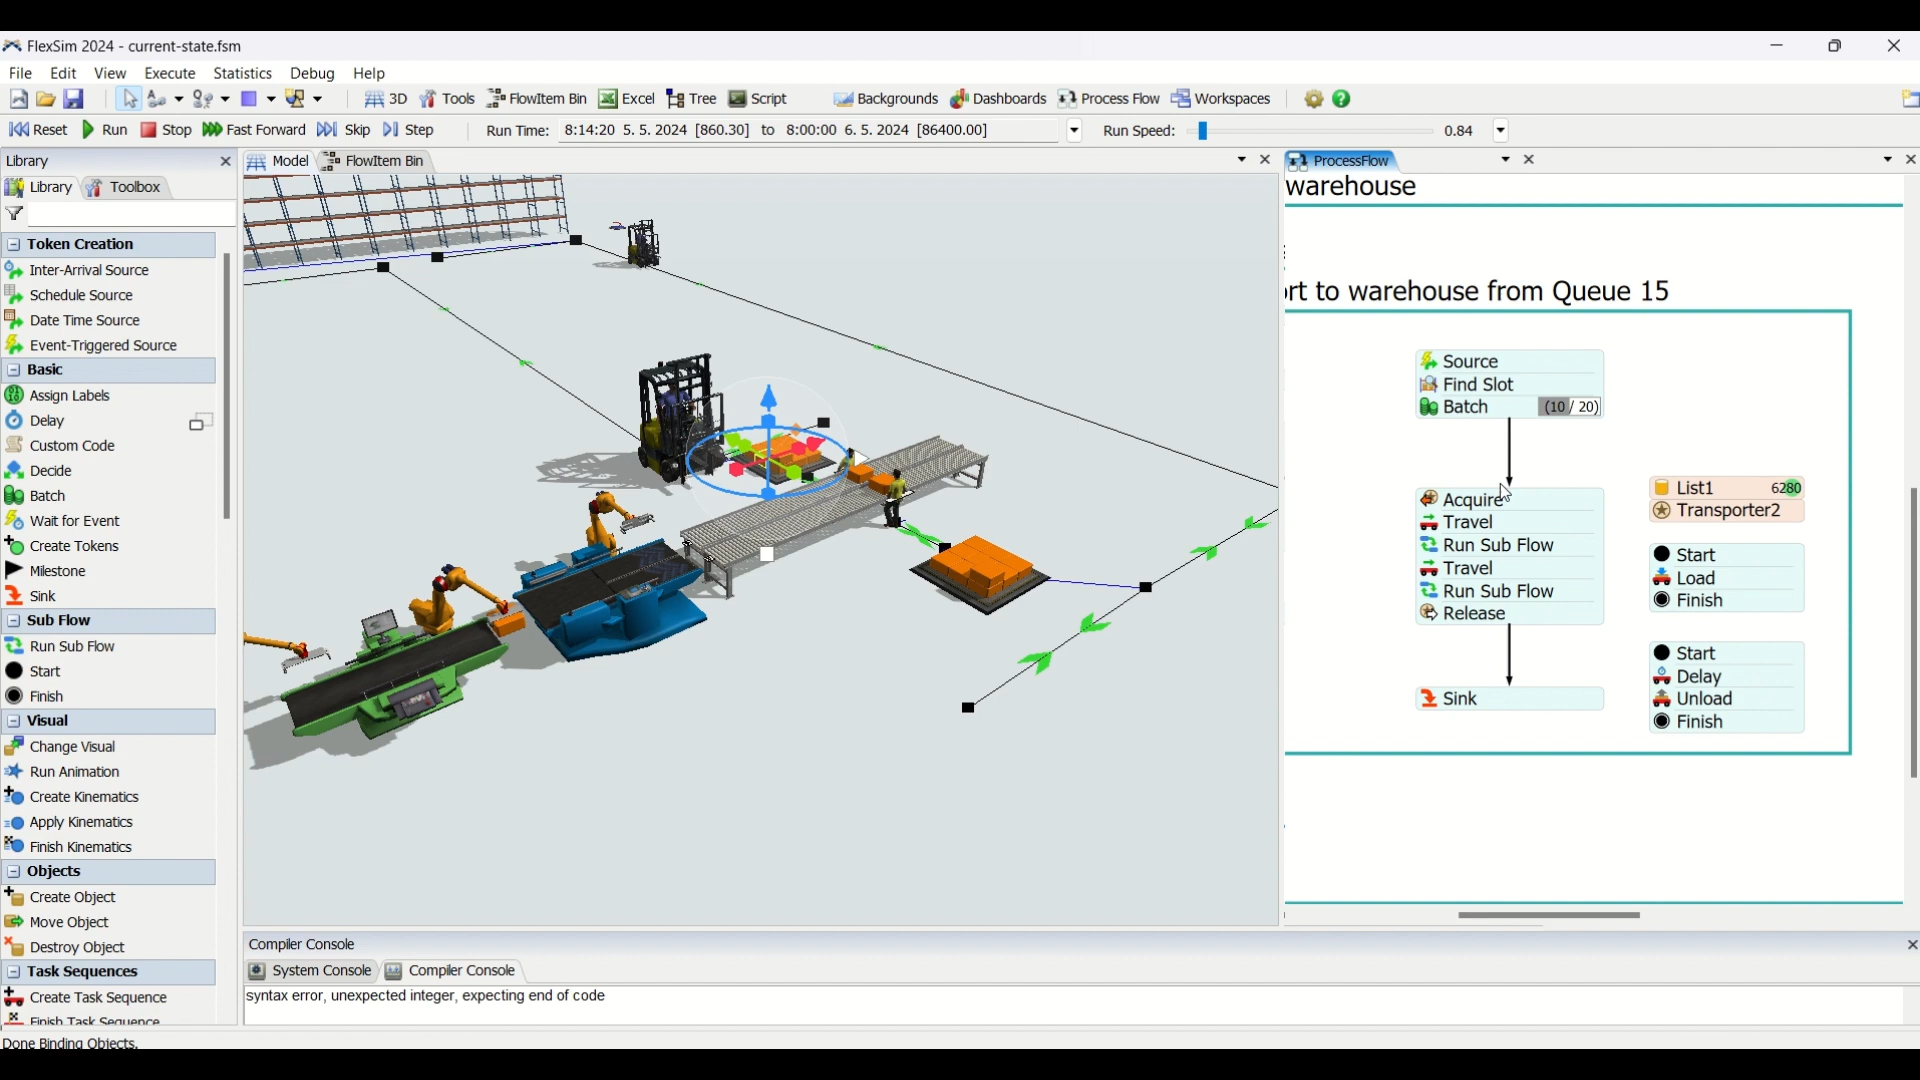 FlexSim 2024 - current-state.fsm
File Edit View Execute Statistics Debug Help
3D Tools FlowItem Bin Excel Tree Script Backgrounds Dashboards Process Flow Workspaces
Reset Run Stop Fast Forward Skip Step Run Time: 8:14:20 5. 5. 2024 [860.30] to 8:00:00 6. 5. 2024 [86400.00] Run Speed: 0.84
Library
Library Toolbox
Token Creation
Inter-Arrival Source
Schedule Source
Date Time Source
Event-Triggered Source
Basic
Assign Labels
Delay
Custom Code
Decide
Batch
Wait for Event
Create Tokens
Milestone
Sink
Sub Flow
Run Sub Flow
Start
Finish
Visual
Change Visual
Run Animation
Create Kinematics
Apply Kinematics
Finish Kinematics
Objects
Create Object
Move Object
Destroy Object
Task Sequences
Create Task Sequence
Finish Task Sequence
Model FlowItem Bin
ProcessFlow
warehouse
rt to warehouse from Queue 15
Source
Find Slot
Batch (10 / 20)
Acquire
Travel
Run Sub Flow
Travel
Run Sub Flow
Release
Sink
List1 6280
Transporter2
Start
Load
Finish
Start
Delay
Unload
Finish
Compiler Console
System Console Compiler Console
syntax error, unexpected integer, expecting end of code
Done Binding Objects.